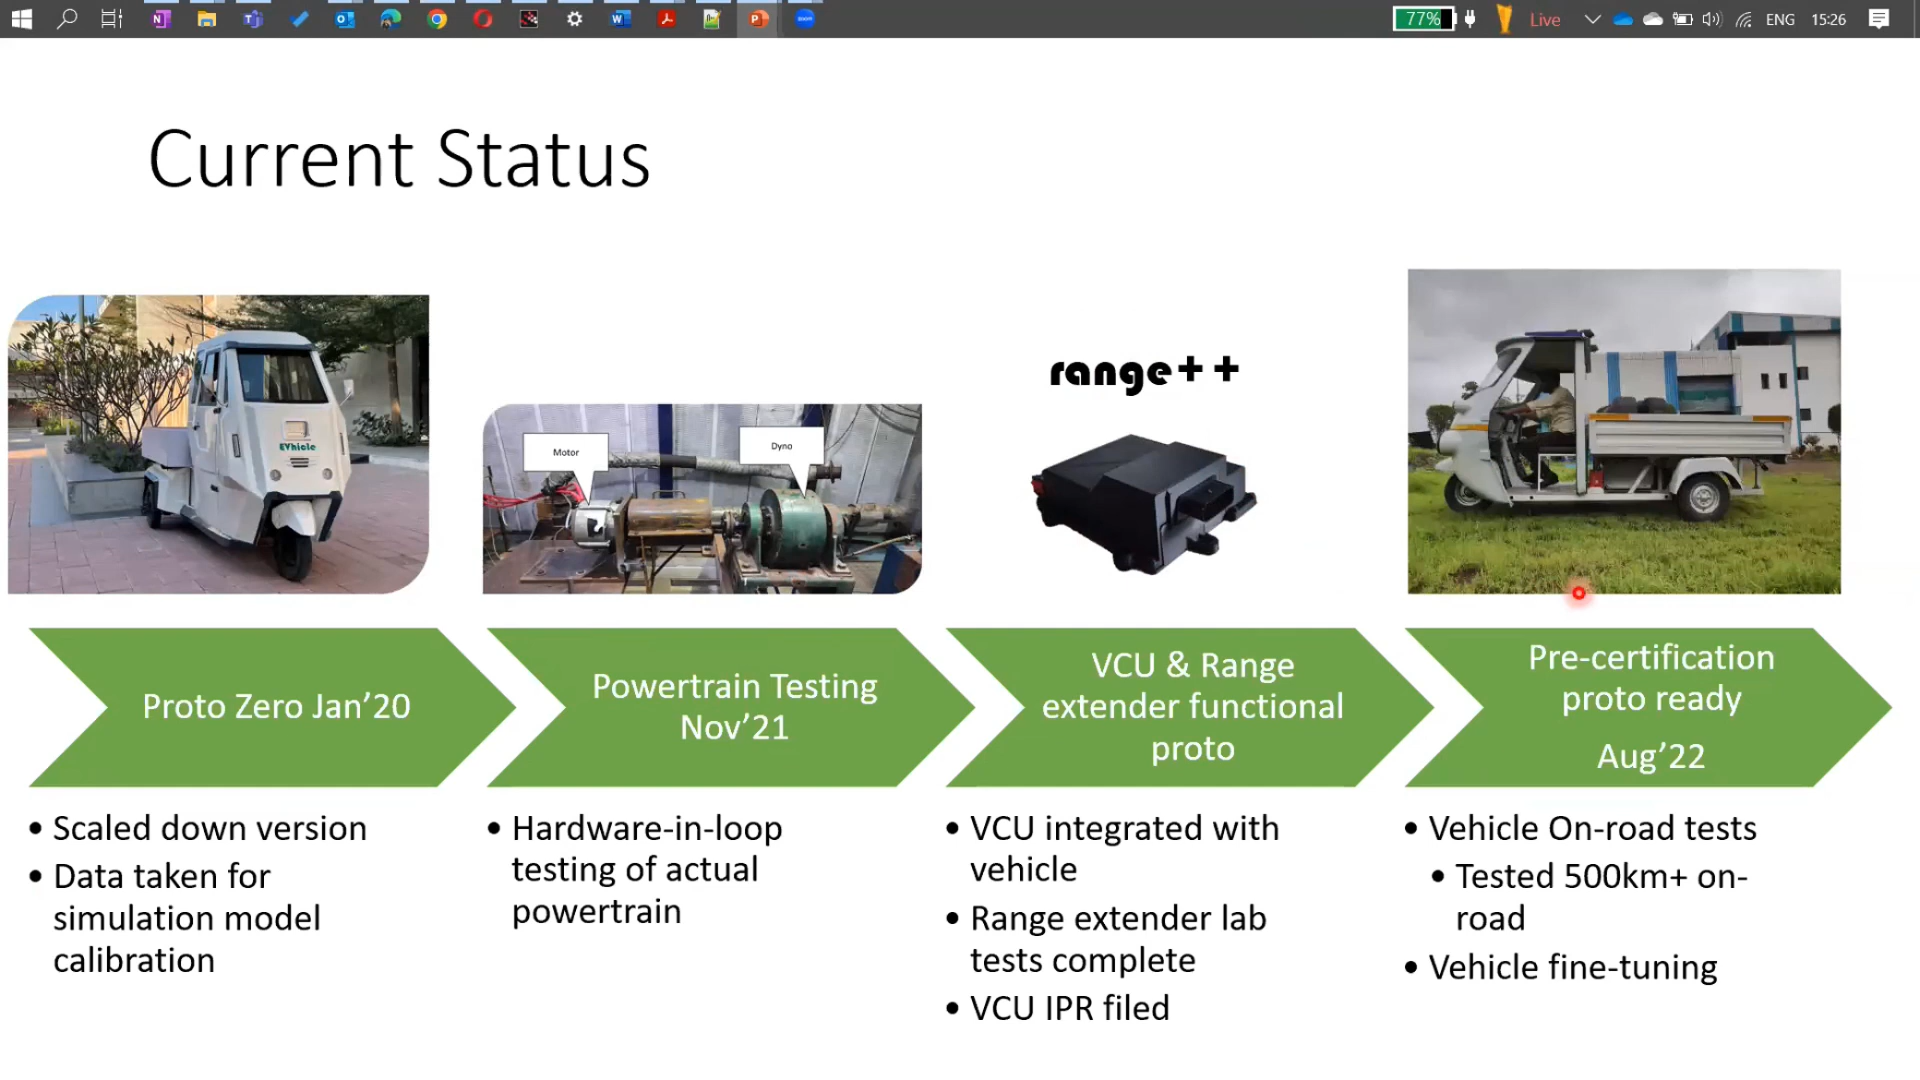 77%
Live
ENG
15:26
Current Status
EVhicle
Motor
Dyno
range++
Proto Zero Jan’20
Powertrain Testing
Nov’21
VCU & Range
extender functional
proto
Pre-certification
proto ready
Aug’22
• Scaled down version
• Data taken for
simulation model
calibration
• Hardware-in-loop
testing of actual
powertrain
• VCU integrated with
vehicle
• Range extender lab
tests complete
• VCU IPR filed
• Vehicle On-road tests
• Tested 500km+ on-
road
• Vehicle fine-tuning